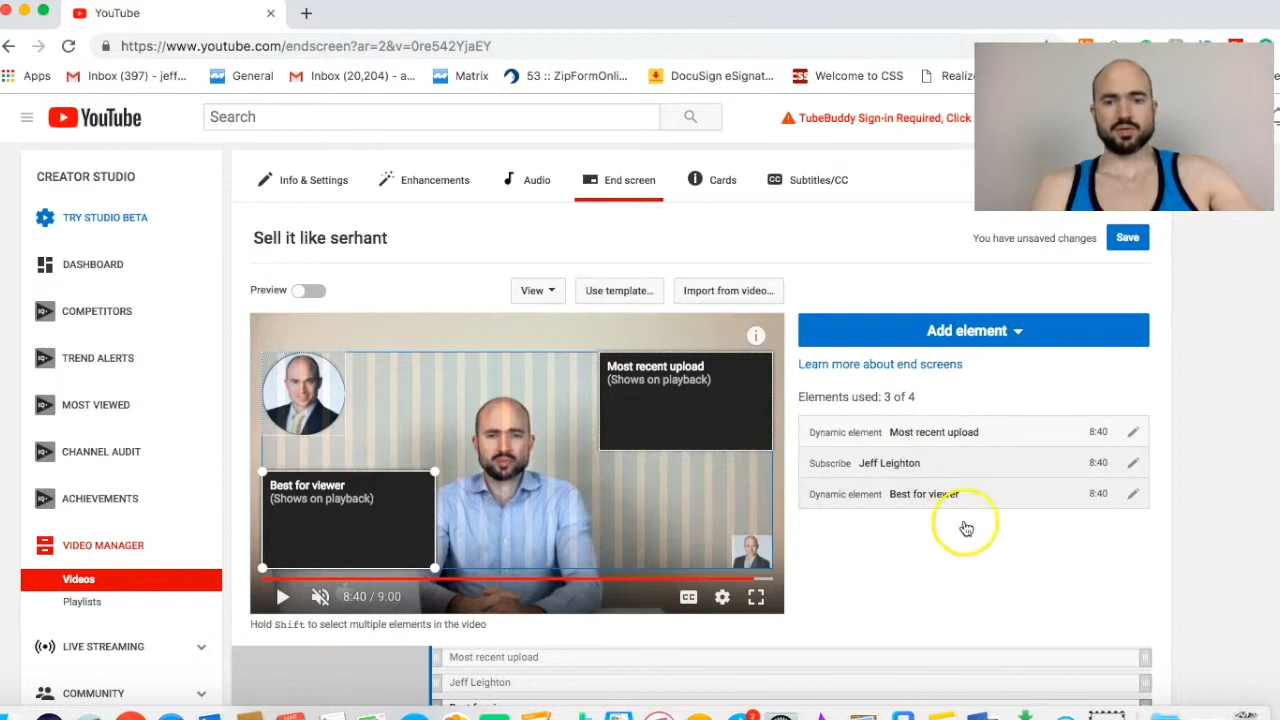 YouTube
https://www.youtube.com/endscreen?ar=2&v=0re542YjaEY
Apps
Inbox (397) - jeff...
General
Inbox (20,204) - a...
Matrix
53 :: ZipFormOnli...
DocuSign eSignat...
Welcome to CSS
YouTube
Search
TubeBuddy Sign-in Required, Click
CREATOR STUDIO
TRY STUDIO BETA
DASHBOARD
COMPETITORS
TREND ALERTS
MOST VIEWED
CHANNEL AUDIT
ACHIEVEMENTS
VIDEO MANAGER
Videos
Playlists
LIVE STREAMING
COMMUNITY
Info & Settings
Enhancements
Audio
End screen
Cards
CC Subtitles/CC
Sell it like serhant
You have unsaved changes
Save
Preview
View
Use template...
Import from video...
Most recent upload
(Shows on playback)
Best for viewer
(Shows on playback)
8:40 / 9:00
CC
Hold Shift to select multiple elements in the video
Add element
Learn more about end screens
Elements used: 3 of 4
Dynamic element Most recent upload 8:40
Subscribe Jeff Leighton 8:40
Dynamic element Best for viewer 8:40
Most recent upload
Jeff Leighton